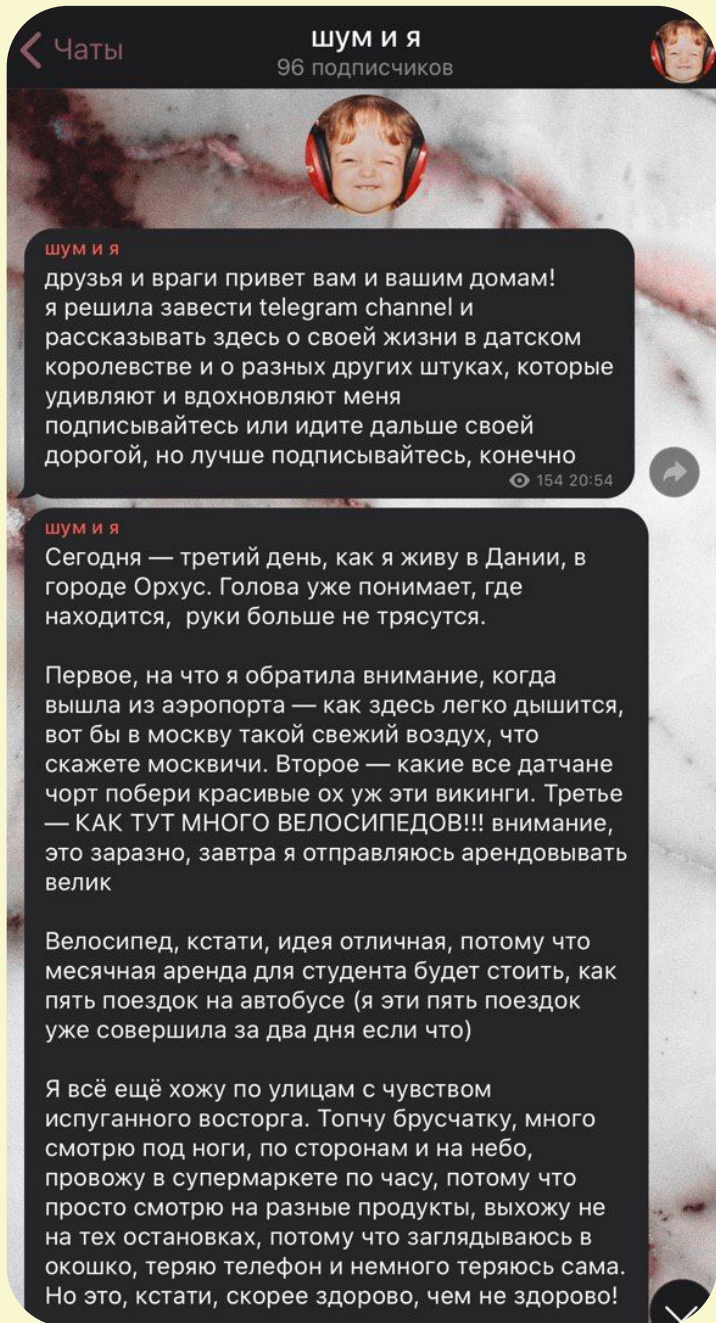 Чаты
шум и я
96 подписчиков
шум и я
друзья и враги привет вам и вашим домам!
я решила завести telegram channel и
рассказывать здесь о своей жизни в датском
королевстве и о разных других штуках, которые
удивляют и вдохновляют меня
подписывайтесь или идите дальше своей
дорогой, но лучше подписывайтесь, конечно
154 20:54
шум и я
Сегодня — третий день, как я живу в Дании, в
городе Орхус. Голова уже понимает, где
находится,  руки больше не трясутся.
Первое, на что я обратила внимание, когда
вышла из аэропорта — как здесь легко дышится,
вот бы в москву такой свежий воздух, что
скажете москвичи. Второе — какие все датчане
чорт побери красивые ох уж эти викинги. Третье
— КАК ТУТ МНОГО ВЕЛОСИПЕДОВ!!! внимание,
это заразно, завтра я отправляюсь арендовывать
велик
Велосипед, кстати, идея отличная, потому что
месячная аренда для студента будет стоить, как
пять поездок на автобусе (я эти пять поездок
уже совершила за два дня если что)
Я всё ещё хожу по улицам с чувством
испуганного восторга. Топчу брусчатку, много
смотрю под ноги, по сторонам и на небо,
провожу в супермаркете по часу, потому что
просто смотрю на разные продукты, выхожу не
на тех остановках, потому что заглядываюсь в
окошко, теряю телефон и немного теряюсь сама.
Но это, кстати, скорее здорово, чем не здорово!